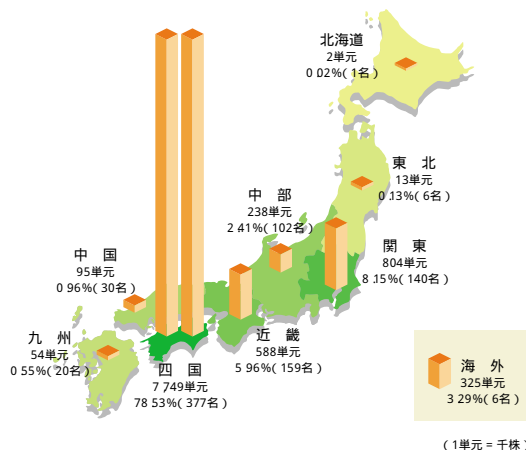 北海道
2単元
0.02%(1名)
東 北
13単元
0.13%(6名)
中 部
238単元
2.41%(102名)
関 東
804単元
8.15%(140名)
中 国
95単元
0.96%(30名)
九 州
54単元
0.55%(20名)
四 国
7,749単元
78.53%(377名)
近 畿
588単元
5.96%(159名)
海 外
325単元
3.29%(6名)
(1単元=千株)